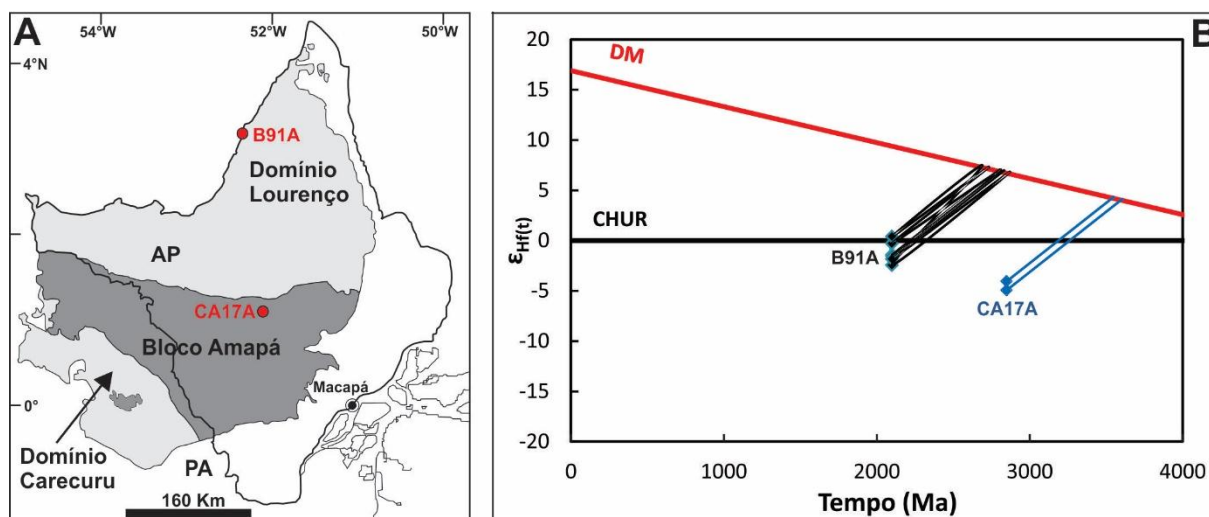 A
54°W
52°W
50°W
4°N
B91A
Domínio
Lourenço
AP
CA17A
Bloco Amapá
Macapá
0°
Domínio
Carecuru
PA
160 Km
B
20
15
10
5
0
-5
-10
-15
-20
DM
CHUR
B91A
CA17A
εHf(t)
0
1000
2000
3000
4000
Tempo (Ma)